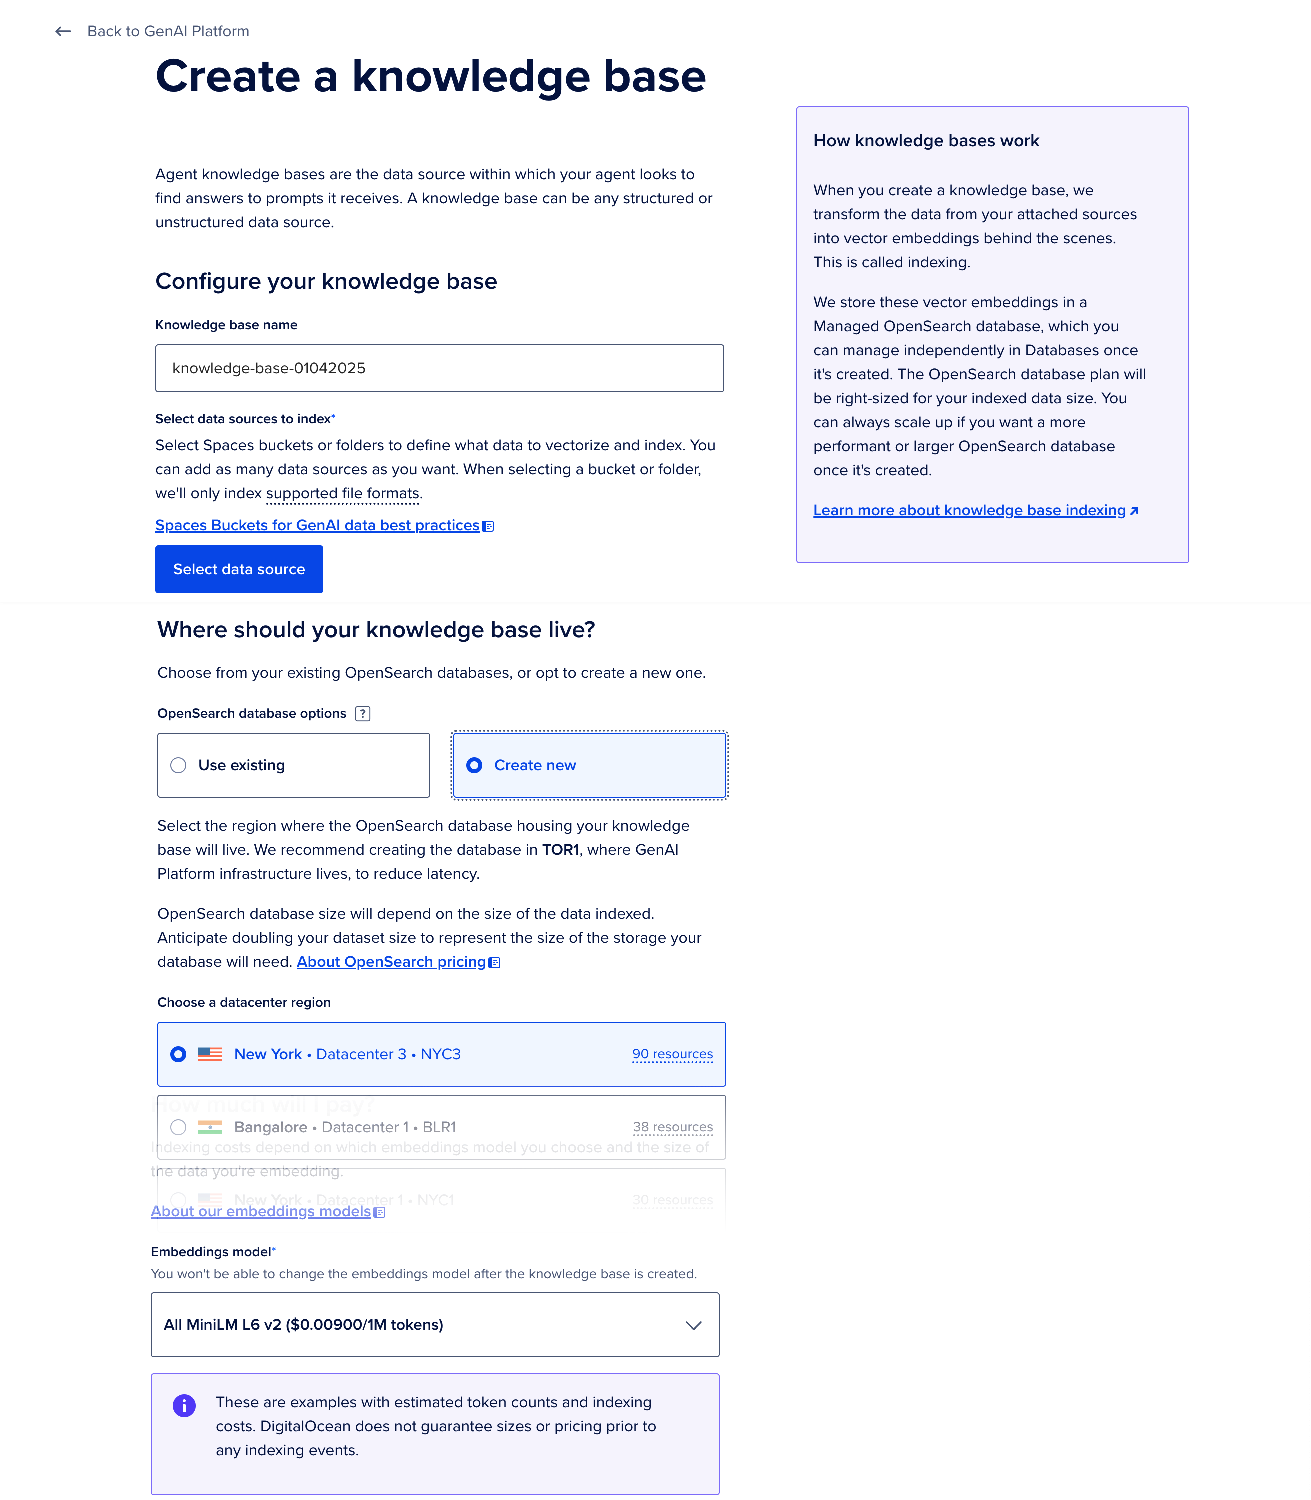 Back to GenAI Platform
Create a knowledge base
Agent knowledge bases are the data source within which your agent looks to
find answers to prompts it receives. A knowledge base can be any structured or
unstructured data source.
Configure your knowledge base
Knowledge base name
knowledge-base-01042025
Select data sources to index*
Select Spaces buckets or folders to define what data to vectorize and index. You
can add as many data sources as you want. When selecting a bucket or folder,
we'll only index supported file formats.
Spaces Buckets for GenAI data best practices
Select data source
How knowledge bases work
When you create a knowledge base, we
transform the data from your attached sources
into vector embeddings behind the scenes.
This is called indexing.
We store these vector embeddings in a
Managed OpenSearch database, which you
can manage independently in Databases once
it's created. The OpenSearch database plan will
be right-sized for your indexed data size. You
can always scale up if you want a more
performant or larger OpenSearch database
once it's created.
Learn more about knowledge base indexing
Where should your knowledge base live?
Choose from your existing OpenSearch databases, or opt to create a new one.
OpenSearch database options ?
Use existing
Create new
Select the region where the OpenSearch database housing your knowledge
base will live. We recommend creating the database in TOR1, where GenAI
Platform infrastructure lives, to reduce latency.
OpenSearch database size will depend on the size of the data indexed.
Anticipate doubling your dataset size to represent the size of the storage your
database will need. About OpenSearch pricing
Choose a datacenter region
New York • Datacenter 3 • NYC3 90 resources
How much will I pay?
Bangalore • Datacenter 1 • BLR1 38 resources
Indexing costs depend on which embeddings model you choose and the size of
the data you're embedding.
New York • Datacenter 1 • NYC1 30 resources
About our embeddings models
Embeddings model*
You won't be able to change the embeddings model after the knowledge base is created.
All MiniLM L6 v2 ($0.00900/1M tokens)
These are examples with estimated token counts and indexing
costs. DigitalOcean does not guarantee sizes or pricing prior to
any indexing events.